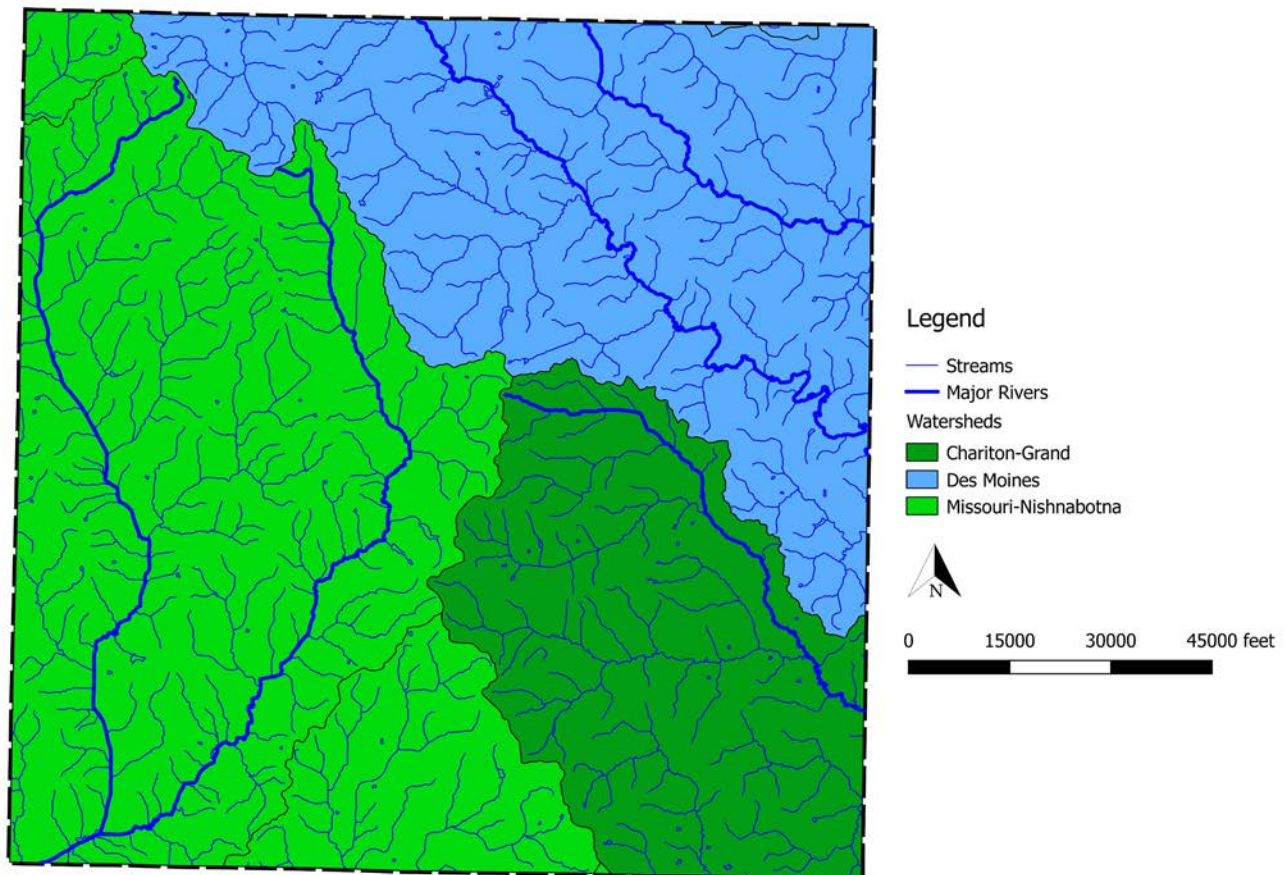 Legend
Streams
Major Rivers
Watersheds
Chariton-Grand
Des Moines
Missouri-Nishnabotna
N
0 15000 30000 45000 feet